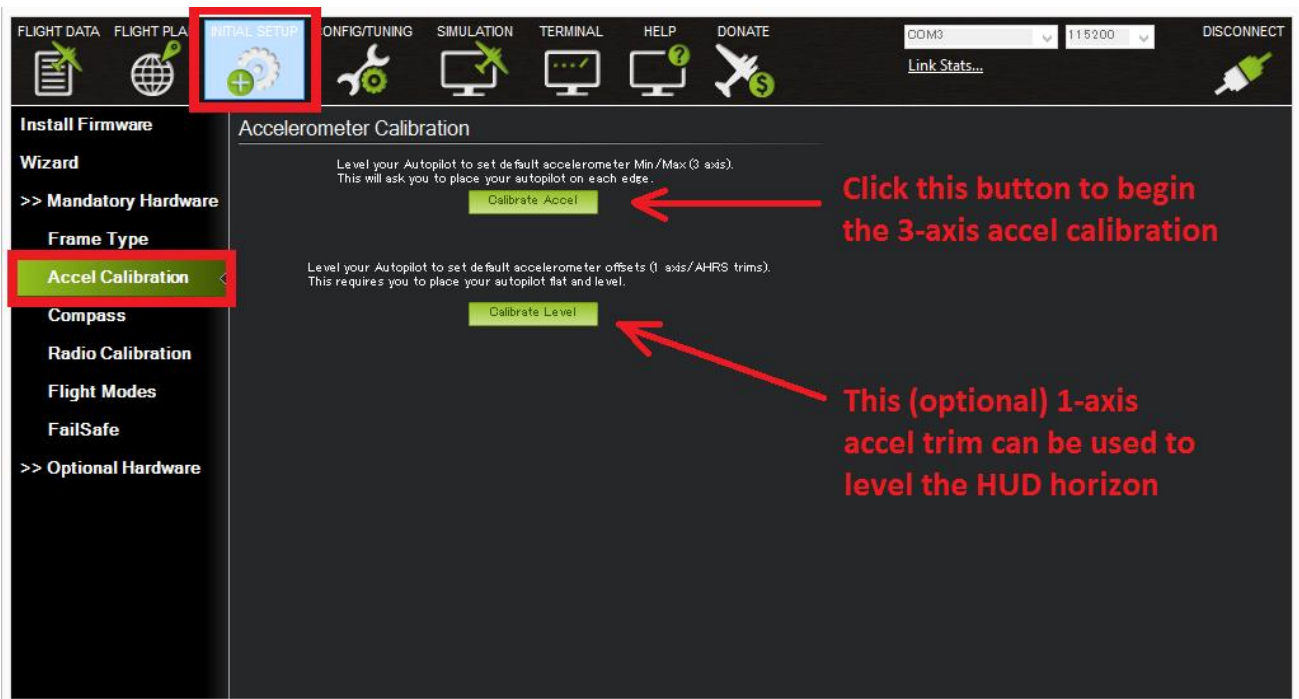 FLIGHT DATA FLIGHT PLA INITIAL SETUP CONFIG/TUNING SIMULATION TERMINAL HELP DONATE COM3 115200 DISCONNECT
Link Stats...
Install Firmware
Accelerometer Calibration
Wizard
Level your Autopilot to set default accelerometer Min/Max (3 axis).
This will ask you to place your autopilot on each edge.
>> Mandatory Hardware
Calibrate Accel
Click this button to begin
the 3-axis accel calibration
Frame Type
Accel Calibration
Level your Autopilot to set default accelerometer offsets (1 axis/AHRS trims).
This requires you to place your autopilot flat and level.
Compass
Calibrate Level
Radio Calibration
Flight Modes
This (optional) 1-axis
accel trim can be used to
level the HUD horizon
FailSafe
>> Optional Hardware